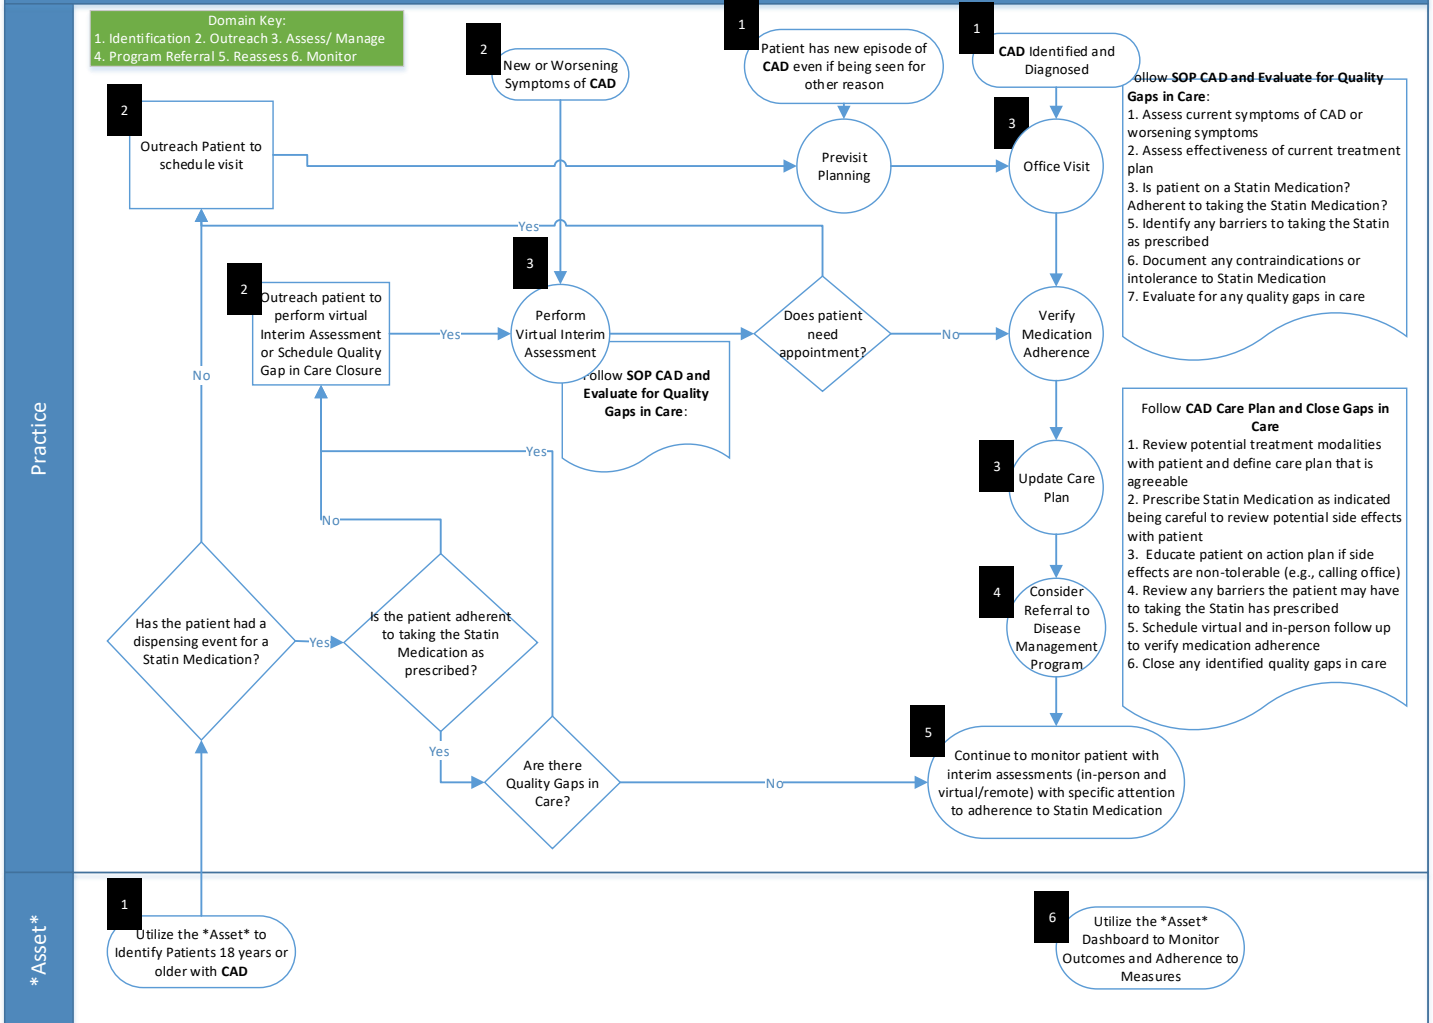 Domain Key:
1. Identification 2. Outreach 3. Assess/ Manage
4. Program Referral 5. Reassess 6. Monitor
2
New or Worsening
Symptoms of CAD
1
Patient has new episode of
CAD even if being seen for
other reason
1
CAD Identified and
Diagnosed
2
Outreach Patient to
schedule visit
Previsit
Planning
3
Office Visit
ollow SOP CAD and Evaluate for Quality
Gaps in Care:
1. Assess current symptoms of CAD or
worsening symptoms
2. Assess effectiveness of current treatment
plan
3. Is patient on a Statin Medication?
Adherent to taking the Statin Medication?
5. Identify any barriers to taking the Statin
as prescribed
6. Document any contraindications or
intolerance to Statin Medication
7. Evaluate for any quality gaps in care
Yes
2
Outreach patient to
perform virtual
Interim Assessment
or Schedule Quality
Gap in Care Closure
Yes
3
Perform
Virtual Interim
Assessment
Follow SOP CAD and
Evaluate for Quality
Gaps in Care:
Does patient
need
appointment?
No
Verify
Medication
Adherence
No
Yes
No
Practice
3
Update Care
Plan
Follow CAD Care Plan and Close Gaps in
Care
1. Review potential treatment modalities
with patient and define care plan that is
agreeable
2. Prescribe Statin Medication as indicated
being careful to review potential side effects
with patient
3.  Educate patient on action plan if side
effects are non-tolerable (e.g., calling office)
4. Review any barriers the patient may have
to taking the Statin has prescribed
5. Schedule virtual and in-person follow up
to verify medication adherence
6. Close any identified quality gaps in care
Has the patient had a
dispensing event for a
Statin Medication?
Yes
Is the patient adherent
to taking the Statin
Medication as
prescribed?
4
Consider
Referral to
Disease
Management
Program
Yes
Are there
Quality Gaps in
Care?
No
5
Continue to monitor patient with
interim assessments (in-person and
virtual/remote) with specific attention
to adherence to Statin Medication
*Asset*
1
Utilize the *Asset* to
Identify Patients 18 years or
older with CAD
6
Utilize the *Asset*
Dashboard to Monitor
Outcomes and Adherence to
Measures